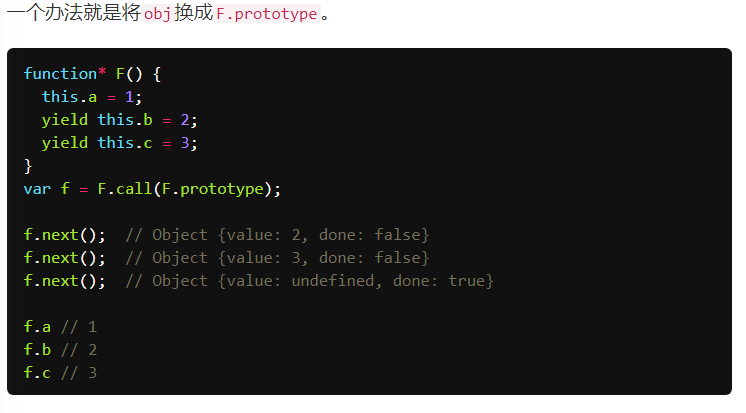 一个办法就是将obj换成F.prototype。
function* F() {
  this.a = 1;
  yield this.b = 2;
  yield this.c = 3;
}
var f = F.call(F.prototype);
f.next();  // Object {value: 2, done: false}
f.next();  // Object {value: 3, done: false}
f.next();  // Object {value: undefined, done: true}
f.a // 1
f.b // 2
f.c // 3